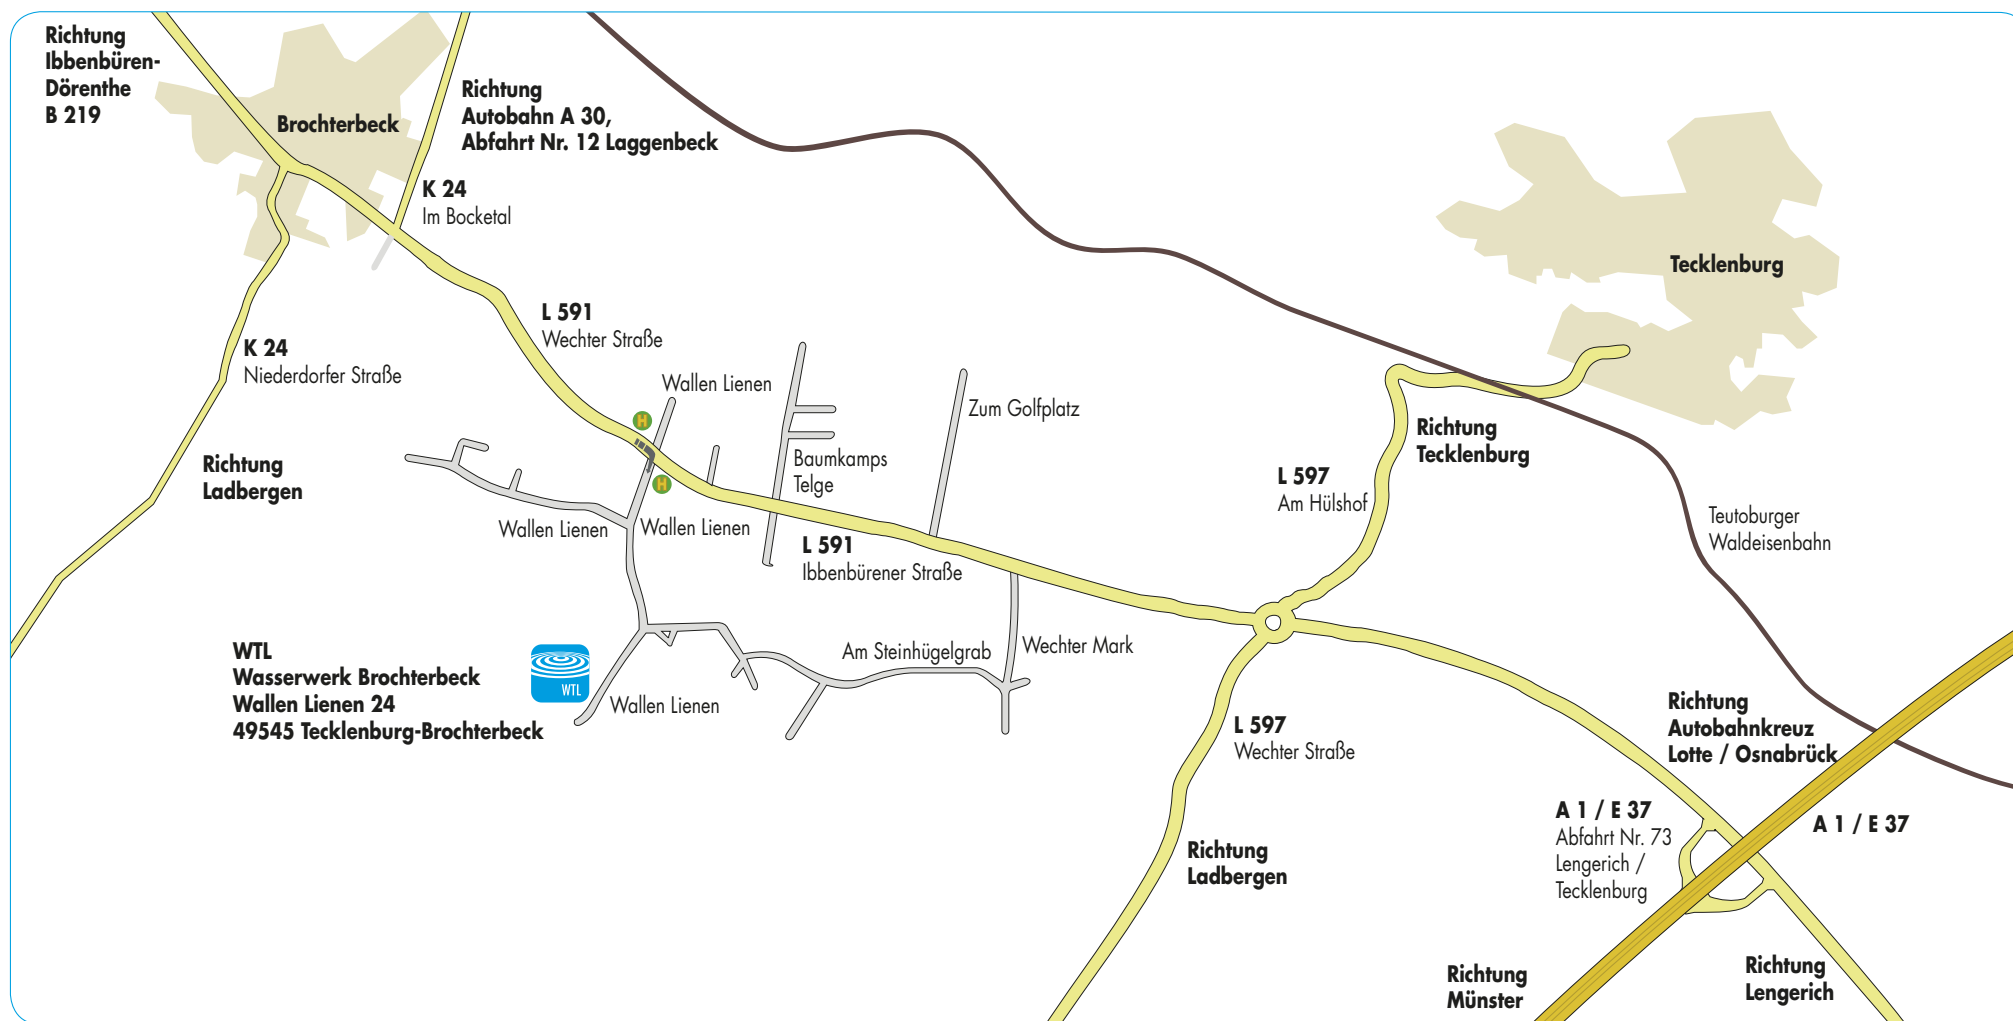 Richtung
Ibbenbüren-
Dörenthe
B 219
Brochterbeck
Richtung
Autobahn A 30,
Abfahrt Nr. 12 Laggenbeck
K 24
Im Bocketal
Tecklenburg
L 591
Wechter Straße
K 24
Niederdorfer Straße
Wallen Lienen
Zum Golfplatz
H
Richtung
Tecklenburg
Richtung
Ladbergen
Baumkamps
Telge
H
L 597
Am Hülshof
Wallen Lienen
Wallen Lienen
Teutoburger
Waldeisenbahn
L 591
Ibbenbürener Straße
WTL
Wasserwerk Brochterbeck
Wallen Lienen 24
49545 Tecklenburg-Brochterbeck
WTL
Wallen Lienen
Am Steinhügelgrab
Wechter Mark
L 597
Wechter Straße
Richtung
Autobahnkreuz
Lotte / Osnabrück
A 1 / E 37
Abfahrt Nr. 73
Lengerich /
Tecklenburg
A 1 / E 37
Richtung
Ladbergen
Richtung
Münster
Richtung
Lengerich